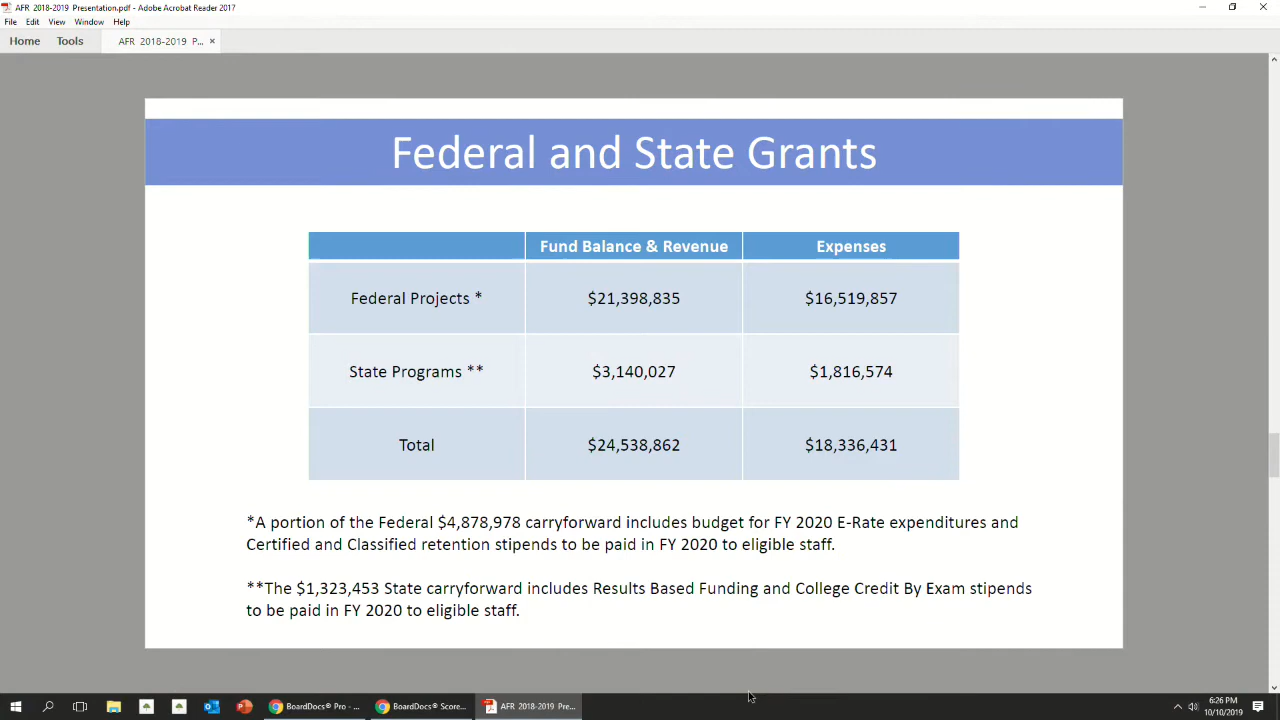 AFR 2018-2019 Presentation.pdf - Adobe Acrobat Reader 2017
File Edit View Window Help
Home Tools AFR 2018-2019 P... ×
Federal and State Grants
Fund Balance & Revenue Expenses
Federal Projects * $21,398,835 $16,519,857
State Programs ** $3,140,027 $1,816,574
Total $24,538,862 $18,336,431
*A portion of the Federal $4,878,978 carryforward includes budget for FY 2020 E-Rate expenditures and
Certified and Classified retention stipends to be paid in FY 2020 to eligible staff.
**The $1,323,453 State carryforward includes Results Based Funding and College Credit By Exam stipends
to be paid in FY 2020 to eligible staff.
BoardDocs® Pro - ... BoardDocs® Score... AFR 2018-2019 Pre...
6:26 PM
10/10/2019